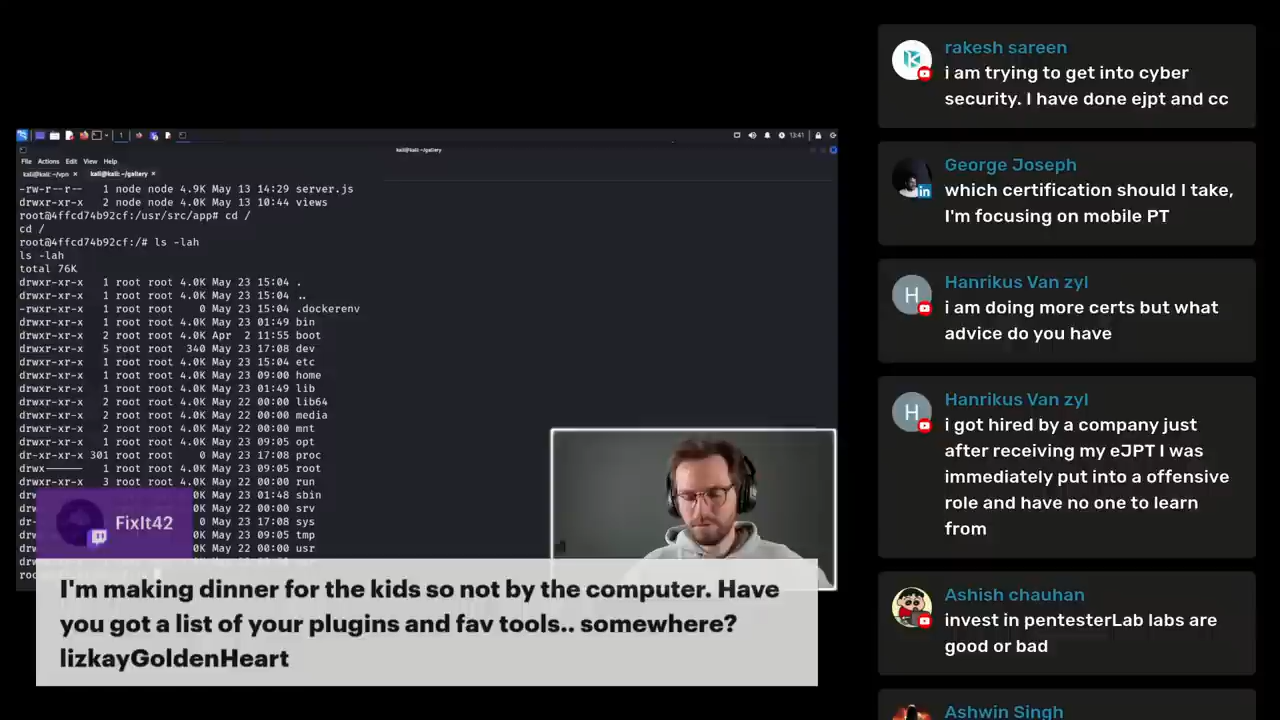 13:41
kali@kali: ~/gallery
File Actions Edit View Help
kali@kali: ~/vpn × kali@kali: ~/gallery ×
-rw-r--r-- 1 node node 4.9K May 13 14:29 server.js
drwxr-xr-x 2 node node 4.0K May 13 10:44 views
root@4ffcd74b92cf:/usr/src/app# cd /
cd /
root@4ffcd74b92cf:/# ls -lah
ls -lah
total 76K
drwxr-xr-x 1 root root 4.0K May 23 15:04 .
drwxr-xr-x 1 root root 4.0K May 23 15:04 ..
-rwxr-xr-x 1 root root 0 May 23 15:04 .dockerenv
drwxr-xr-x 1 root root 4.0K May 23 01:49 bin
drwxr-xr-x 2 root root 4.0K Apr 2 11:55 boot
drwxr-xr-x 5 root root 340 May 23 17:08 dev
drwxr-xr-x 1 root root 4.0K May 23 15:04 etc
drwxr-xr-x 1 root root 4.0K May 23 09:00 home
drwxr-xr-x 1 root root 4.0K May 23 01:49 lib
drwxr-xr-x 2 root root 4.0K May 22 00:00 lib64
drwxr-xr-x 2 root root 4.0K May 22 00:00 media
drwxr-xr-x 2 root root 4.0K May 22 00:00 mnt
drwxr-xr-x 1 root root 4.0K May 23 09:05 opt
dr-xr-xr-x 301 root root 0 May 23 17:08 proc
drwx------ 1 root root 4.0K May 23 09:05 root
drwxr-xr-x 3 root root 4.0K May 22 00:00 run
May 23 01:48 sbin
May 22 00:00 srv
May 23 17:08 sys
May 23 09:05 tmp
May 22 00:00 usr
FixIt42
I'm making dinner for the kids so not by the computer. Have
you got a list of your plugins and fav tools.. somewhere?
lizkayGoldenHeart
rakesh sareen
i am trying to get into cyber
security. I have done ejpt and cc
George Joseph
which certification should I take,
I'm focusing on mobile PT
Hanrikus Van zyl
i am doing more certs but what
advice do you have
Hanrikus Van zyl
i got hired by a company just
after receiving my eJPT I was
immediately put into a offensive
role and have no one to learn
from
Ashish chauhan
invest in pentesterLab labs are
good or bad
Ashwin Singh